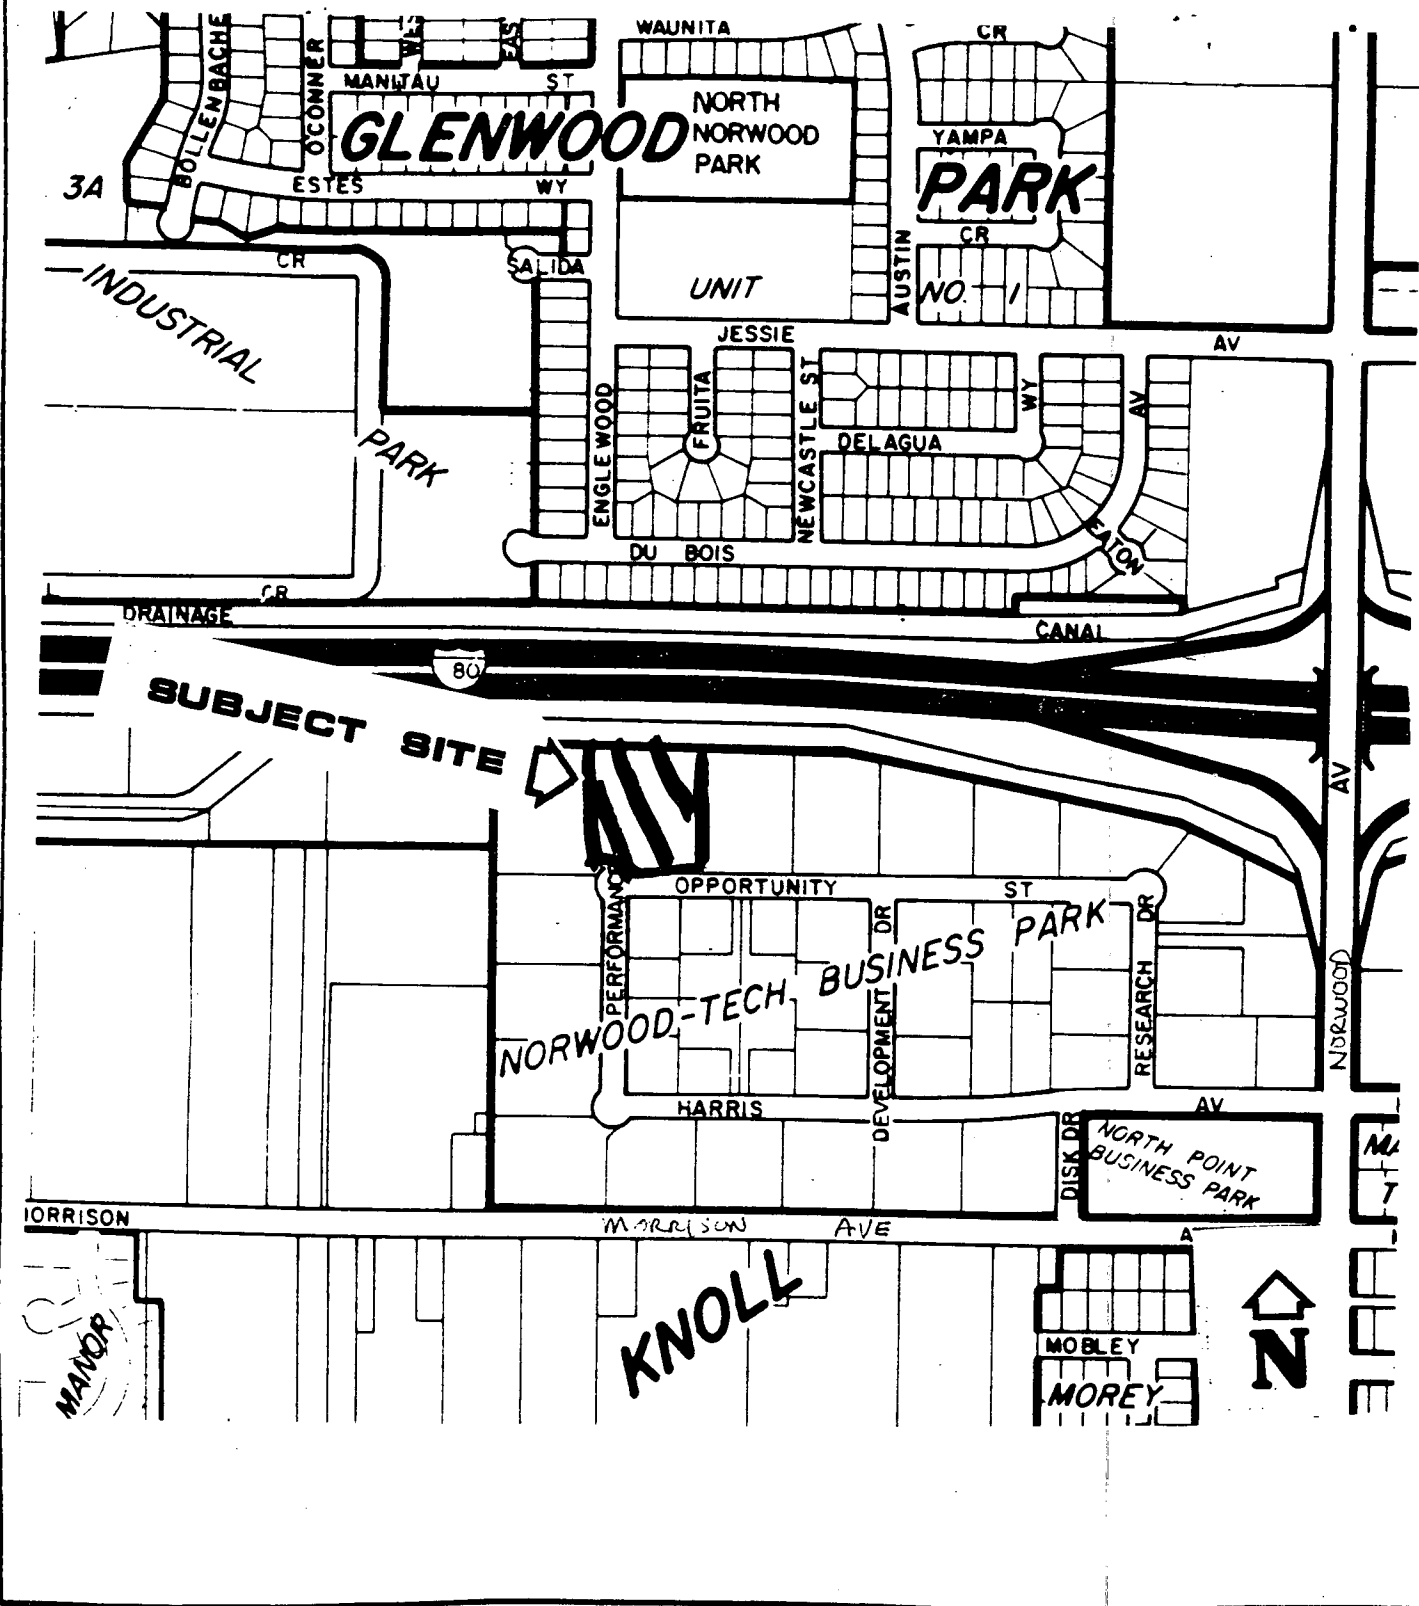 WAUNITA
CR
BOLLENBACHE
O'CONNER
MANITAU ST
GLENWOOD
NORTH
NORWOOD
PARK
YAMPA
PARK
3A
ESTES WY
CR
SALIDA
CR
UNIT
AUSTIN
NO. 1
INDUSTRIAL
PARK
JESSIE
AV
ENGLEWOOD
FRUITA
NEWCASTLE ST
WY
AV
DELAGUA
DU BOIS
EATON
CR
DRAINAGE
CANAL
80
SUBJECT SITE
AV
OPPORTUNITY ST
PERFORMANC
DR
DR
NORWOOD-TECH BUSINESS PARK
DEVELOPMENT
RESEARCH
NORWOOD
HARRIS
AV
DISK DR
NORTH POINT
BUSINESS PARK
MORRISON AVE
A
KNOLL
MANOR
MOBLEY
MOREY
N